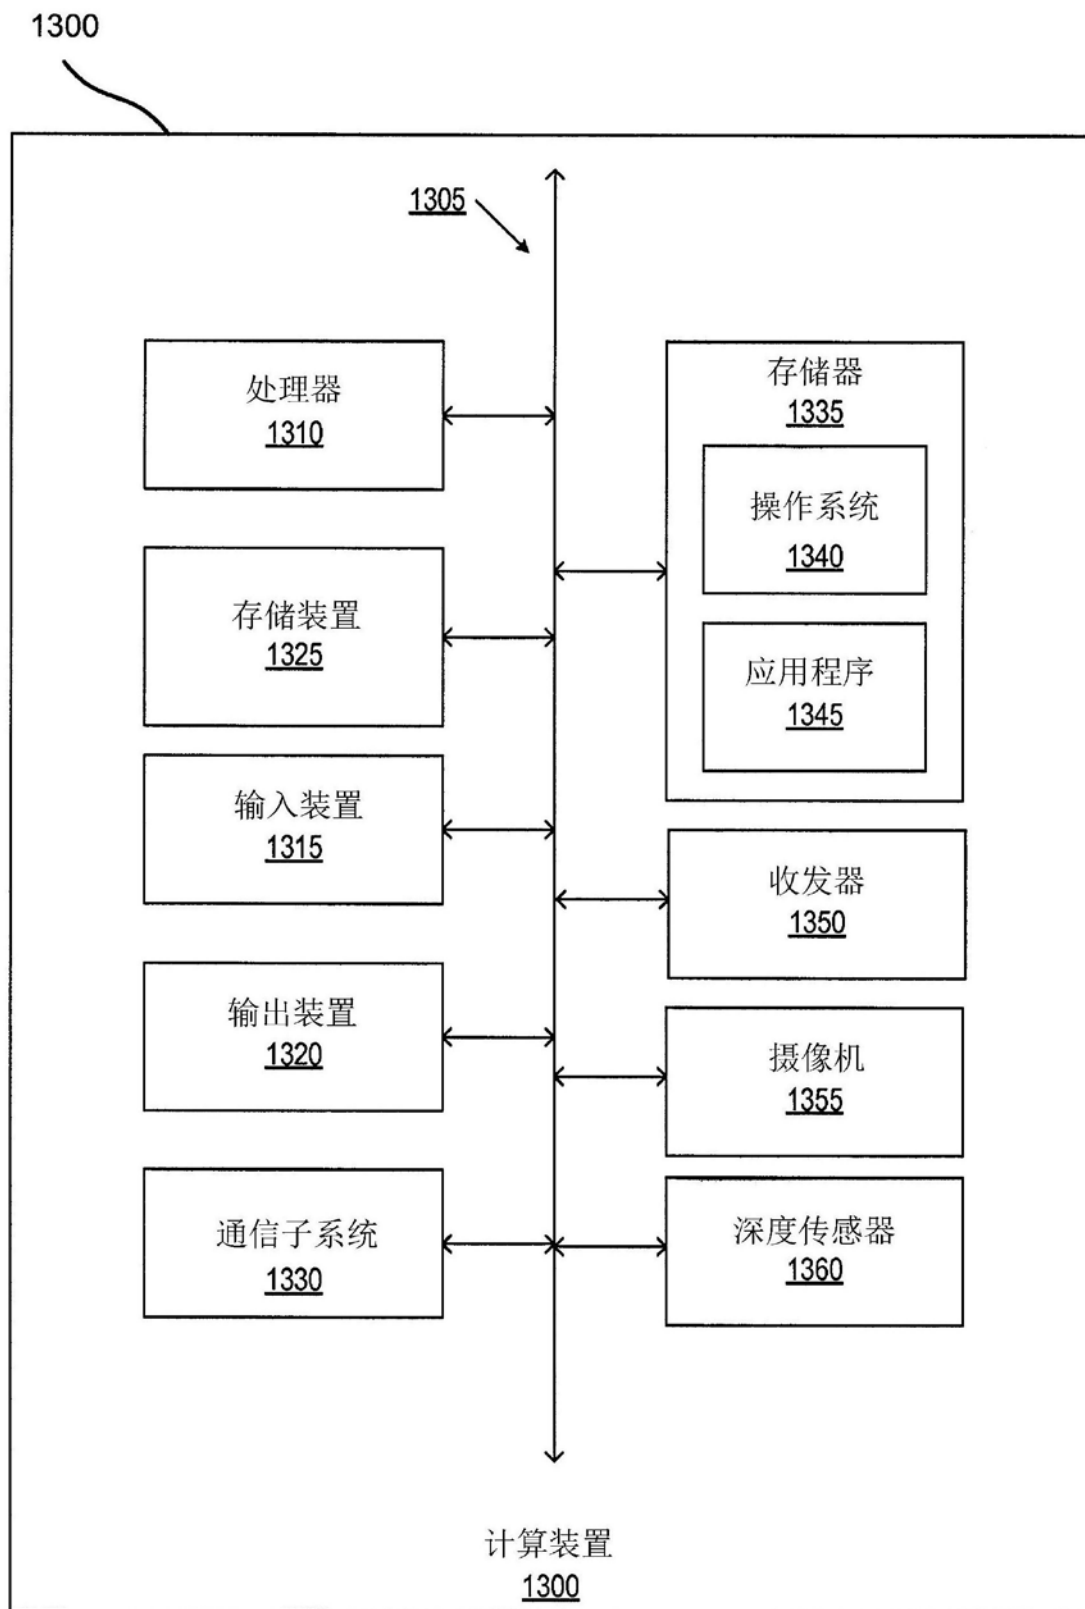 1300
1305
处理器
1310
存储装置
1325
输入装置
1315
输出装置
1320
通信子系统
1330
存储器
1335
操作系统
1340
应用程序
1345
收发器
1350
摄像机
1355
深度传感器
1360
计算装置
1300